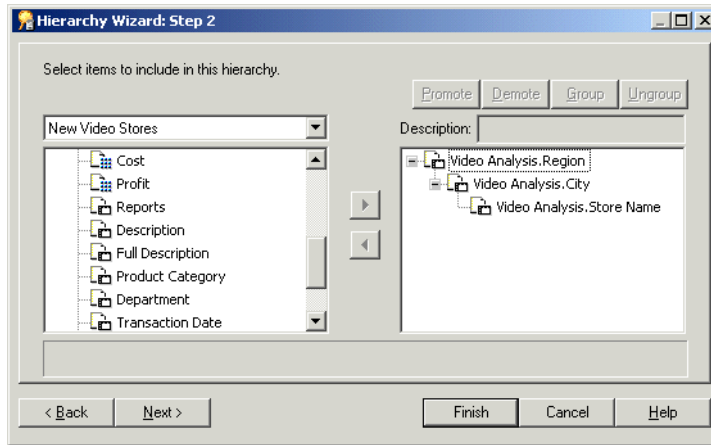 Hierarchy Wizard: Step 2
Select items to include in this hierarchy.
Promote Demote Group Ungroup
New Video Stores
Description:
Cost
Profit
Reports
Description
Full Description
Product Category
Department
Transaction Date
Video Analysis.Region
Video Analysis.City
Video Analysis.Store Name
< Back Next > Finish Cancel Help